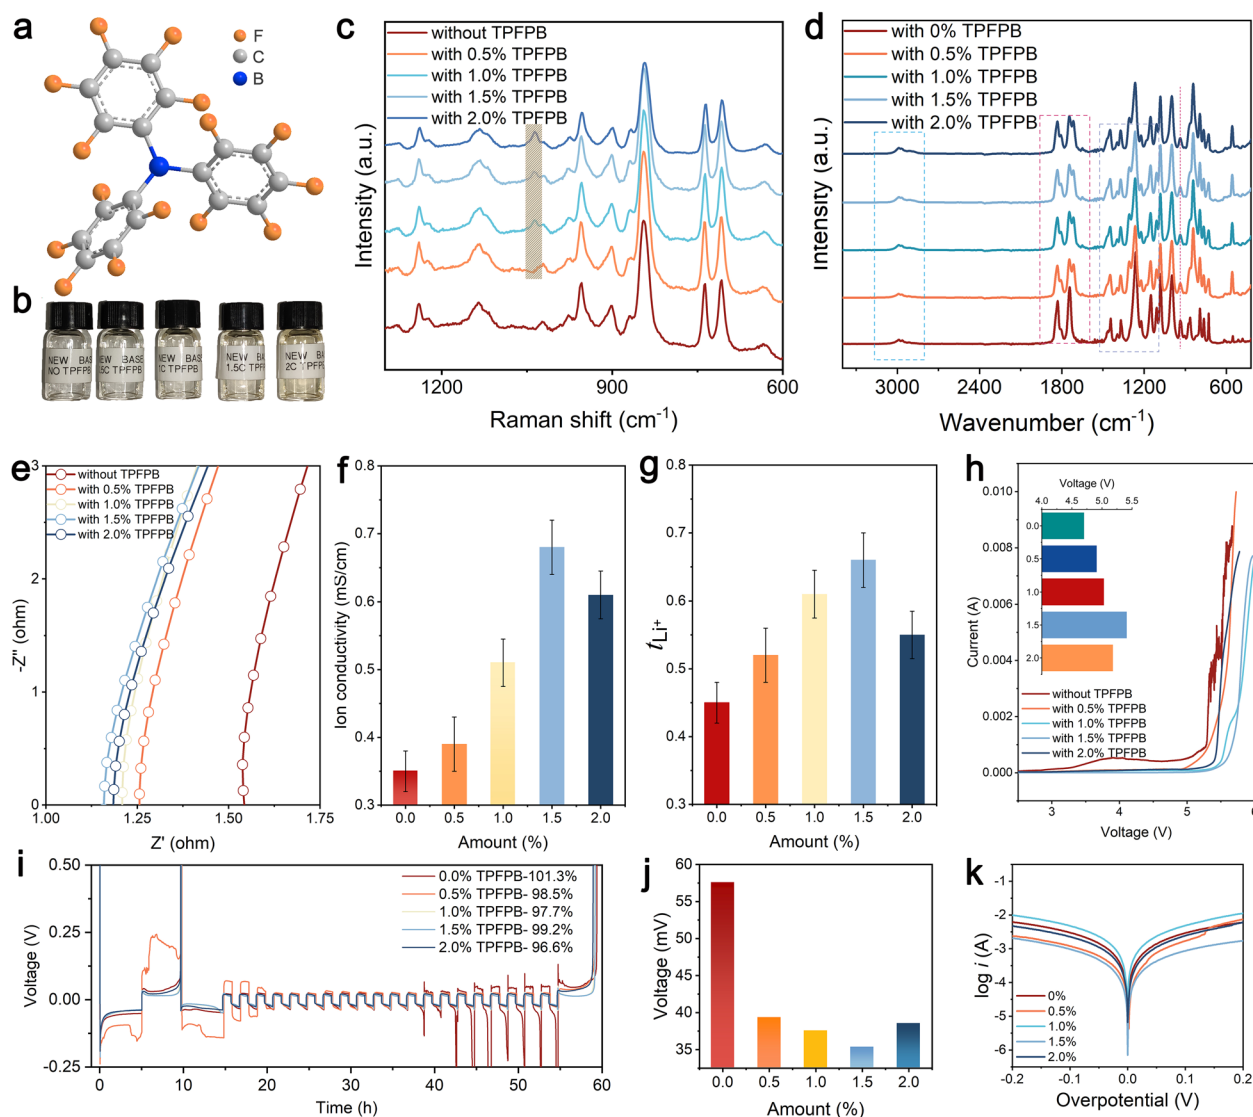 a
F
C
B
b
NEW BASE
NO TPFPB
NEW BASE
.5C TPFPB
NEW BASE
1C TPFPB
NEW BASE
1.5C TPFPB
NEW BASE
2C TPFPB
c
without TPFPB
with 0.5% TPFPB
with 1.0% TPFPB
with 1.5% TPFPB
with 2.0% TPFPB
Intensity (a.u.)
1200 900 600
Raman shift (cm-1)
d
with 0% TPFPB
with 0.5% TPFPB
with 1.0% TPFPB
with 1.5% TPFPB
with 2.0% TPFPB
Intensity (a.u.)
3000 2400 1800 1200 600
Wavenumber (cm-1)
e
without TPFPB
with 0.5% TPFPB
with 1.0% TPFPB
with 1.5% TPFPB
with 2.0% TPFPB
-Z" (ohm)
3
2
1
0
1.00 1.25 1.50 1.75
Z' (ohm)
f
Ion conductivity (mS/cm)
0.8
0.7
0.6
0.5
0.4
0.3
0.0 0.5 1.0 1.5 2.0
Amount (%)
g
tLi+
0.8
0.7
0.6
0.5
0.4
0.3
0.0 0.5 1.0 1.5 2.0
Amount (%)
h
Voltage (V)
4.0 4.5 5.0 5.5
0.0
0.5
1.0
1.5
2.0
Current (A)
0.010
0.008
0.006
0.004
0.002
0.000
without TPFPB
with 0.5% TPFPB
with 1.0% TPFPB
with 1.5% TPFPB
with 2.0% TPFPB
3 4 5 6
Voltage (V)
i
0.0% TPFPB-101.3%
0.5% TPFPB- 98.5%
1.0% TPFPB- 97.7%
1.5% TPFPB- 99.2%
2.0% TPFPB- 96.6%
Voltage (V)
0.50
0.25
0.00
-0.25
0 10 20 30 40 50 60
Time (h)
j
Voltage (mV)
60
55
50
45
40
35
0.0 0.5 1.0 1.5 2.0
Amount (%)
k
log i (A)
-1
-2
-3
-4
-5
-6
0%
0.5%
1.0%
1.5%
2.0%
-0.2 -0.1 0.0 0.1 0.2
Overpotential (V)